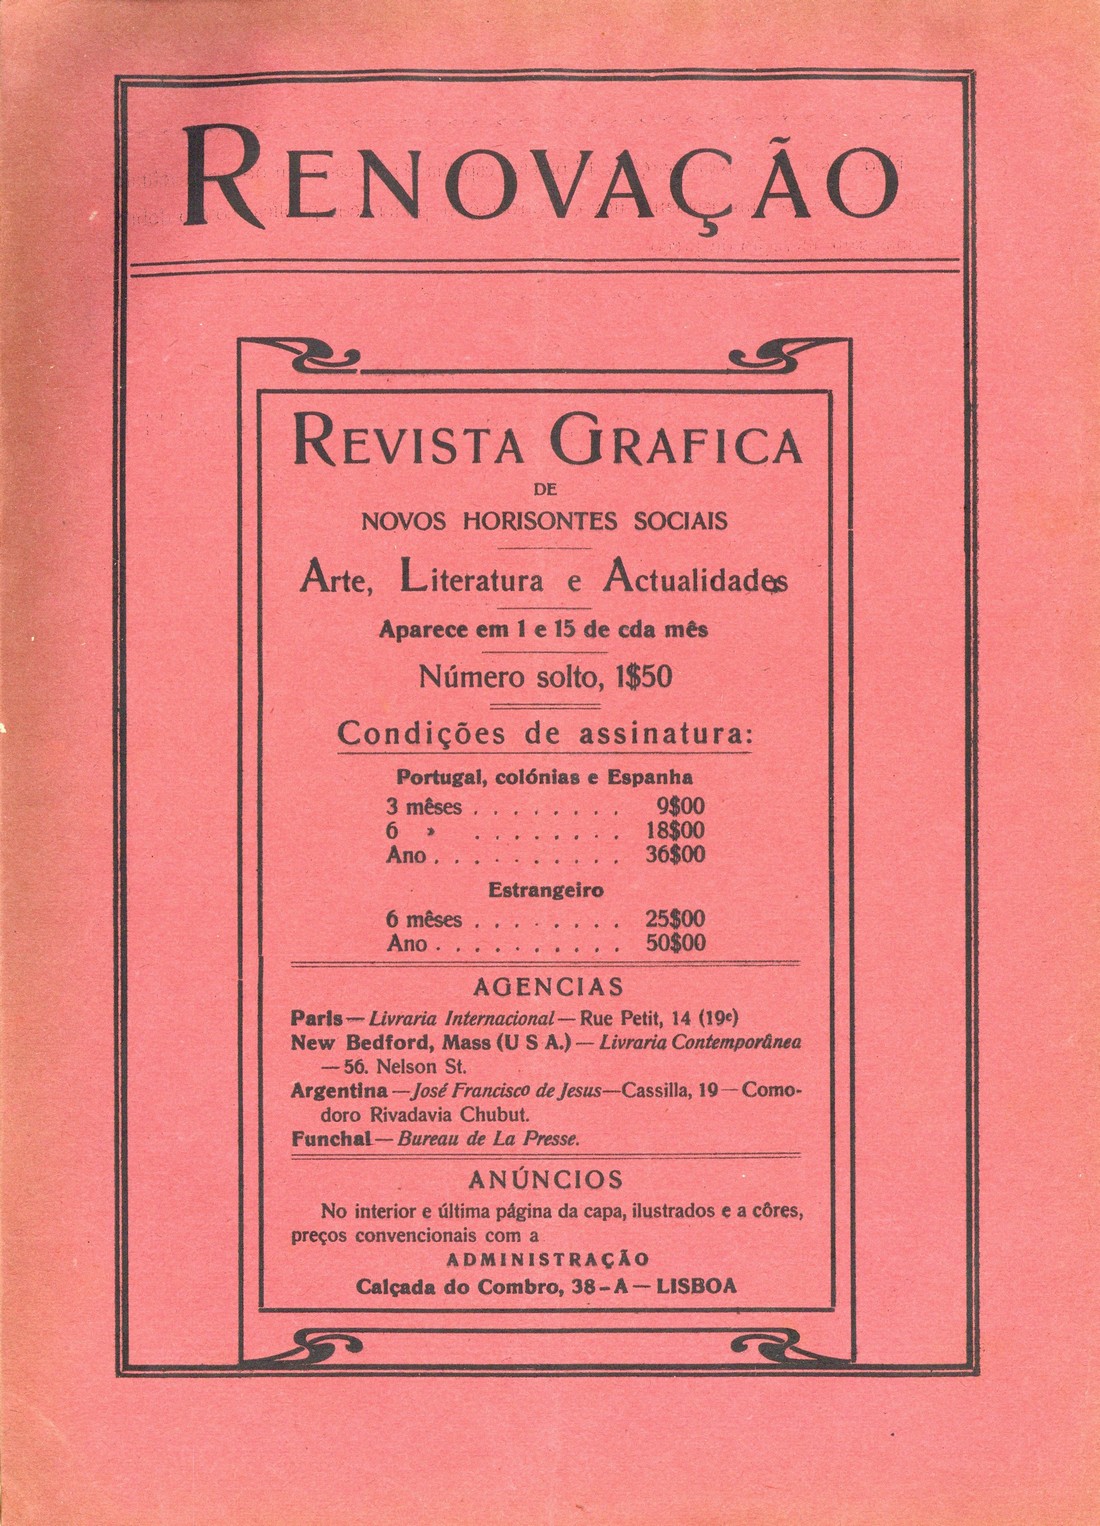 RENOVAÇÃO
REVISTA GRAFICA
DE
NOVOS HORISONTES SOCIAIS
Arte, Literatura e Actualidades
Aparece em 1 e 15 de cda mês
Número solto, 1$50
Condições de assinatura:
Portugal, colónias e Espanha
3 mêses . . . . . . . . 9$00
6 » . . . . . . . . 18$00
Ano . . . . . . . . . . 36$00
Estrangeiro
6 mêses . . . . . . . . 25$00
Ano . . . . . . . . . . 50$00
AGENCIAS
Paris — Livraria Internacional — Rue Petit, 14 (19e)
New Bedford, Mass (U S A.) — Livraria Contemporânea
— 56. Nelson St.
Argentina — José Francisco de Jesus — Cassilla, 19 — Como-
doro Rivadavia Chubut.
Funchal — Bureau de La Presse.
ANÚNCIOS
No interior e última página da capa, ilustrados e a côres,
preços convencionais com a
ADMINISTRAÇÃO
Calçada do Combro, 38-A — LISBOA